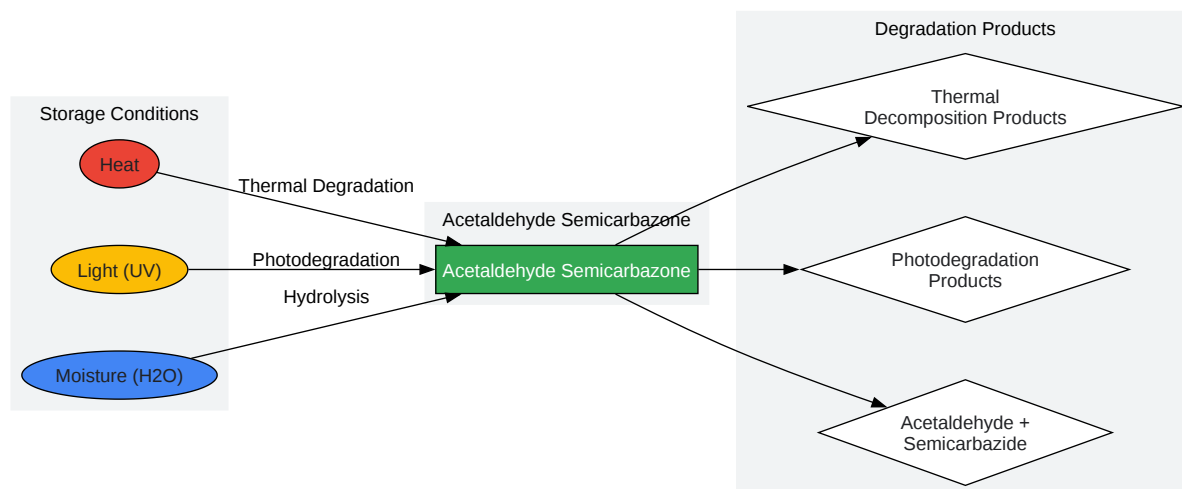 Degradation Products
Thermal
Decomposition Products
Storage Conditions
Heat
Thermal Degradation
Acetaldehyde Semicarbazone
Light (UV)
Photodegradation
Acetaldehyde Semicarbazone
Photodegradation
Products
Hydrolysis
Moisture (H2O)
Acetaldehyde +
Semicarbazide